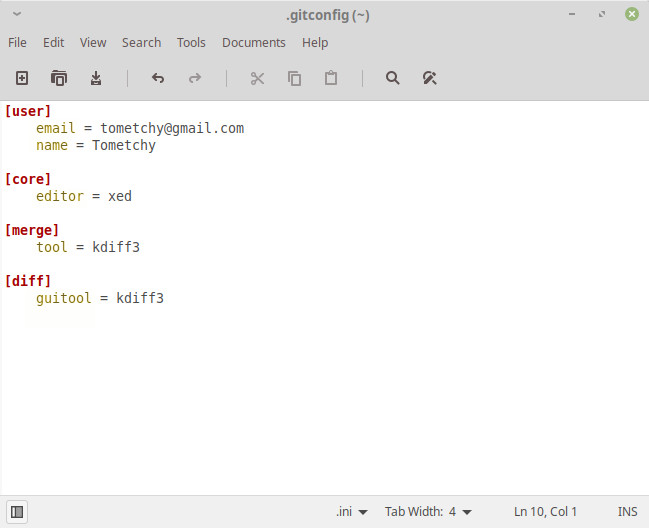 .gitconfig (~)
File Edit View Search Tools Documents Help
[user]
    email = tometchy@gmail.com
    name = Tometchy
[core]
    editor = xed
[merge]
    tool = kdiff3
[diff]
    guitool = kdiff3
.ini Tab Width: 4 Ln 10, Col 1 INS